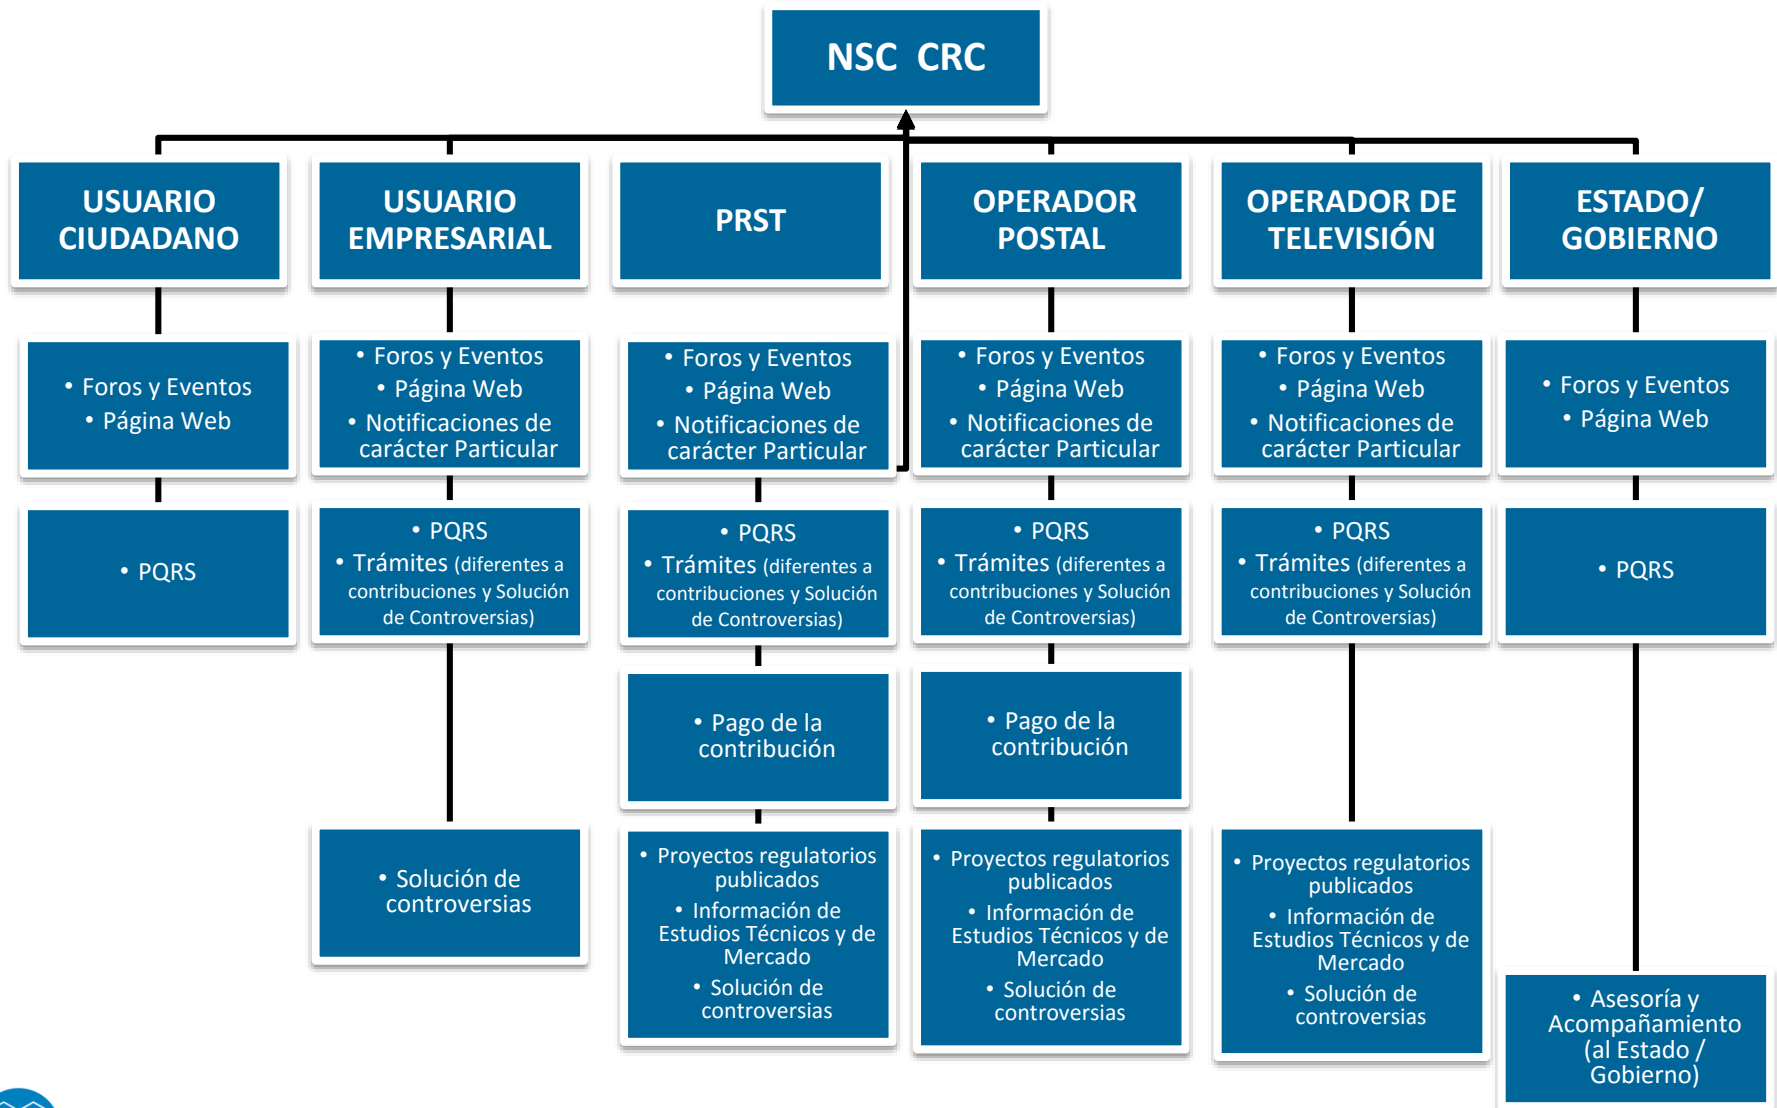 NSC CRC
USUARIO
CIUDADANO
USUARIO
EMPRESARIAL
PRST
OPERADOR
POSTAL
OPERADOR DE
TELEVISIÓN
ESTADO/
GOBIERNO
• Foros y Eventos
• Página Web
• Foros y Eventos
• Página Web
• Notificaciones de
carácter Particular
• Foros y Eventos
• Página Web
• Notificaciones de
carácter Particular
• Foros y Eventos
• Página Web
• Notificaciones de
carácter Particular
• Foros y Eventos
• Página Web
• Notificaciones de
carácter Particular
• Foros y Eventos
• Página Web
• PQRS
• PQRS
• Trámites (diferentes a
contribuciones y Solución
de Controversias)
• PQRS
• Trámites (diferentes a
contribuciones y Solución
de Controversias)
• PQRS
• Trámites (diferentes a
contribuciones y Solución
de Controversias)
• PQRS
• Trámites (diferentes a
contribuciones y Solución
de Controversias)
• PQRS
• Pago de la
contribución
• Pago de la
contribución
• Solución de
controversias
• Proyectos regulatorios
publicados
• Información de
Estudios Técnicos y de
Mercado
• Solución de
controversias
• Proyectos regulatorios
publicados
• Información de
Estudios Técnicos y de
Mercado
• Solución de
controversias
• Proyectos regulatorios
publicados
• Información de
Estudios Técnicos y de
Mercado
• Solución de
controversias
• Asesoría y
Acompañamiento
(al Estado /
Gobierno)